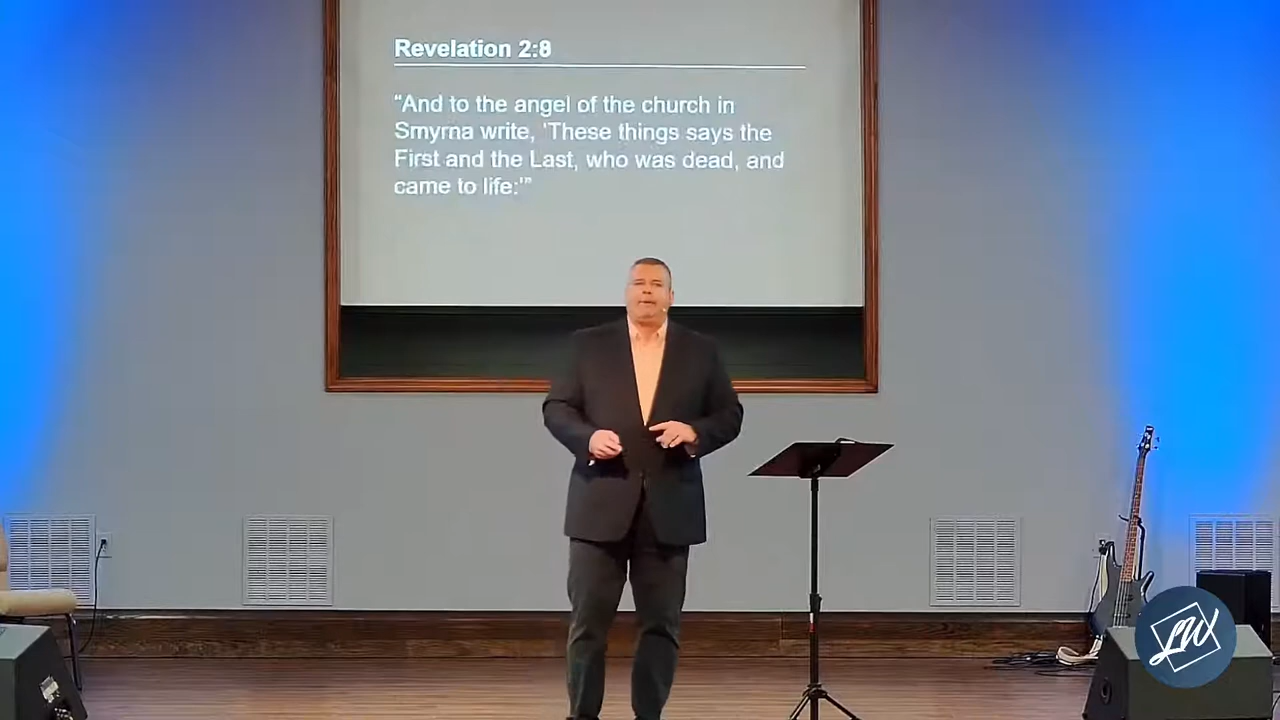 Revelation 2:8
“And to the angel of the church in
Smyrna write, 'These things says the
First and the Last, who was dead, and
came to life:'”
LW